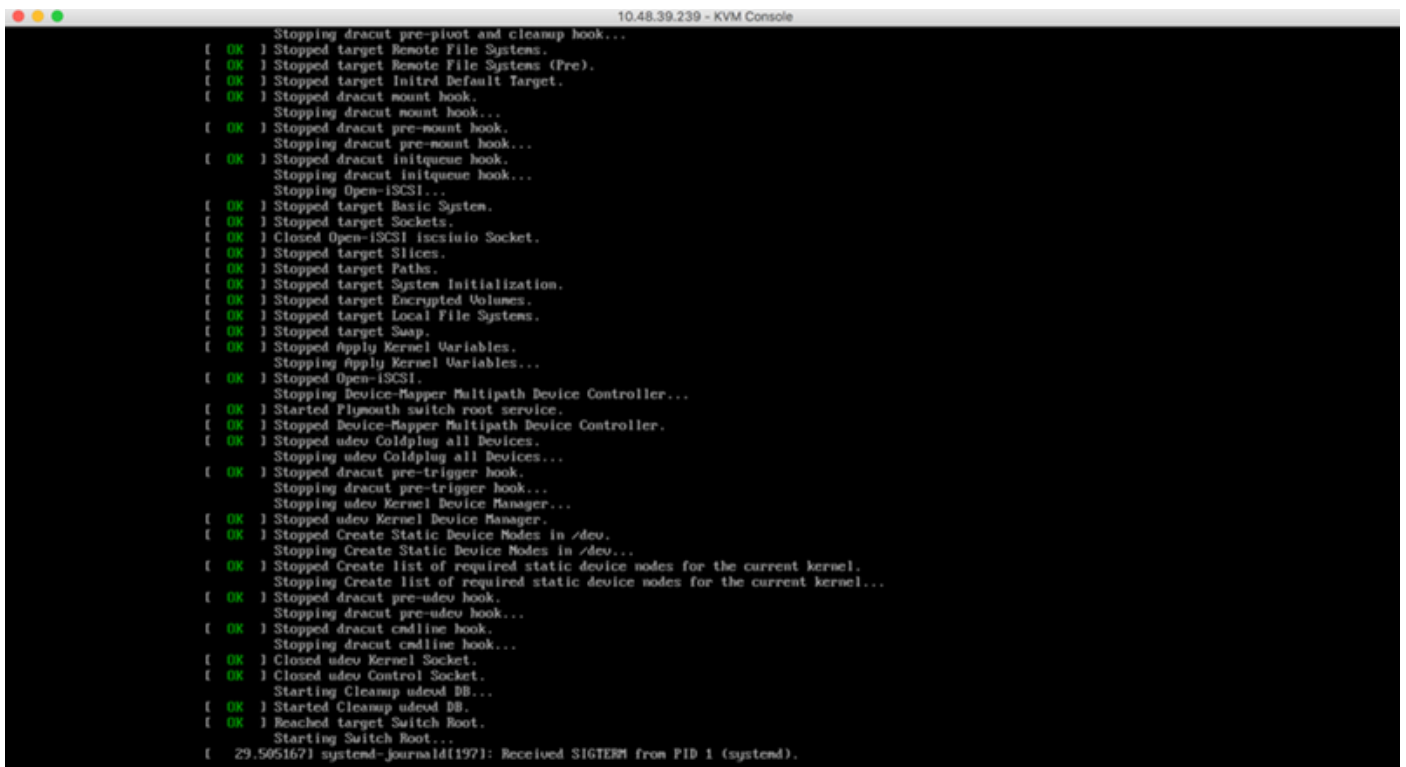 10.48.39.239 - KVM Console
Stopping dracut pre-pivot and cleanup hook...
[ OK ] Stopped target Remote File Systems.
[ OK ] Stopped target Remote File Systems (Pre).
[ OK ] Stopped target Initrd Default Target.
[ OK ] Stopped dracut mount hook.
Stopping dracut mount hook...
[ OK ] Stopped dracut pre-mount hook.
Stopping dracut pre-mount hook...
[ OK ] Stopped dracut initqueue hook.
Stopping dracut initqueue hook...
Stopping Open-iSCSI...
[ OK ] Stopped target Basic System.
[ OK ] Stopped target Sockets.
[ OK ] Closed Open-iSCSI iscsiuio Socket.
[ OK ] Stopped target Slices.
[ OK ] Stopped target Paths.
[ OK ] Stopped target System Initialization.
[ OK ] Stopped target Encrypted Volumes.
[ OK ] Stopped target Local File Systems.
[ OK ] Stopped target Swap.
[ OK ] Stopped Apply Kernel Variables.
Stopping Apply Kernel Variables...
[ OK ] Stopped Open-iSCSI.
Stopping Device-Mapper Multipath Device Controller...
[ OK ] Started Plymouth switch root service.
[ OK ] Stopped Device-Mapper Multipath Device Controller.
[ OK ] Stopped udev Coldplug all Devices.
Stopping udev Coldplug all Devices...
[ OK ] Stopped dracut pre-trigger hook.
Stopping dracut pre-trigger hook...
Stopping udev Kernel Device Manager...
[ OK ] Stopped udev Kernel Device Manager.
[ OK ] Stopped Create Static Device Nodes in /dev.
Stopping Create Static Device Nodes in /dev...
[ OK ] Stopped Create list of required static device nodes for the current kernel.
Stopping Create list of required static device nodes for the current kernel...
[ OK ] Stopped dracut pre-udev hook.
Stopping dracut pre-udev hook...
[ OK ] Stopped dracut cmdline hook.
Stopping dracut cmdline hook...
[ OK ] Closed udev Kernel Socket.
[ OK ] Closed udev Control Socket.
Starting Cleanup udevd DB...
[ OK ] Started Cleanup udevd DB.
[ OK ] Reached target Switch Root.
Starting Switch Root...
[ 29.505167] systemd-journald[197]: Received SIGTERM from PID 1 (systemd).